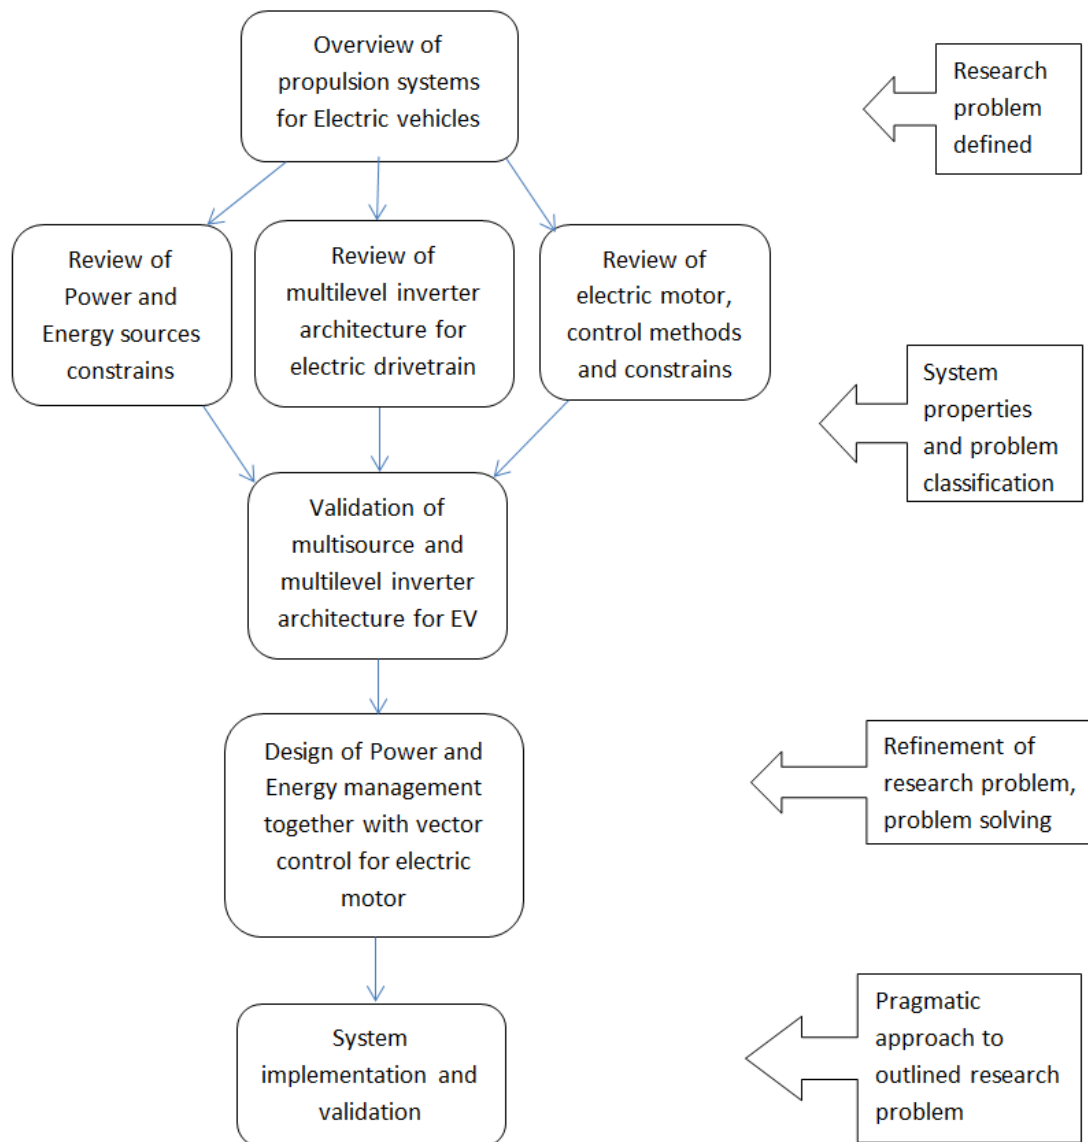 Overview of
propulsion systems
for Electric vehicles
Research
problem
defined
Review of
Power and
Energy sources
constrains
Review of
multilevel inverter
architecture for
electric drivetrain
Review of
electric motor,
control methods
and constrains
System
properties
and problem
classification
Validation of
multisource and
multilevel inverter
architecture for EV
Design of Power and
Energy management
together with vector
control for electric
motor
Refinement of
research problem,
problem solving
System
implementation and
validation
Pragmatic
approach to
outlined research
problem